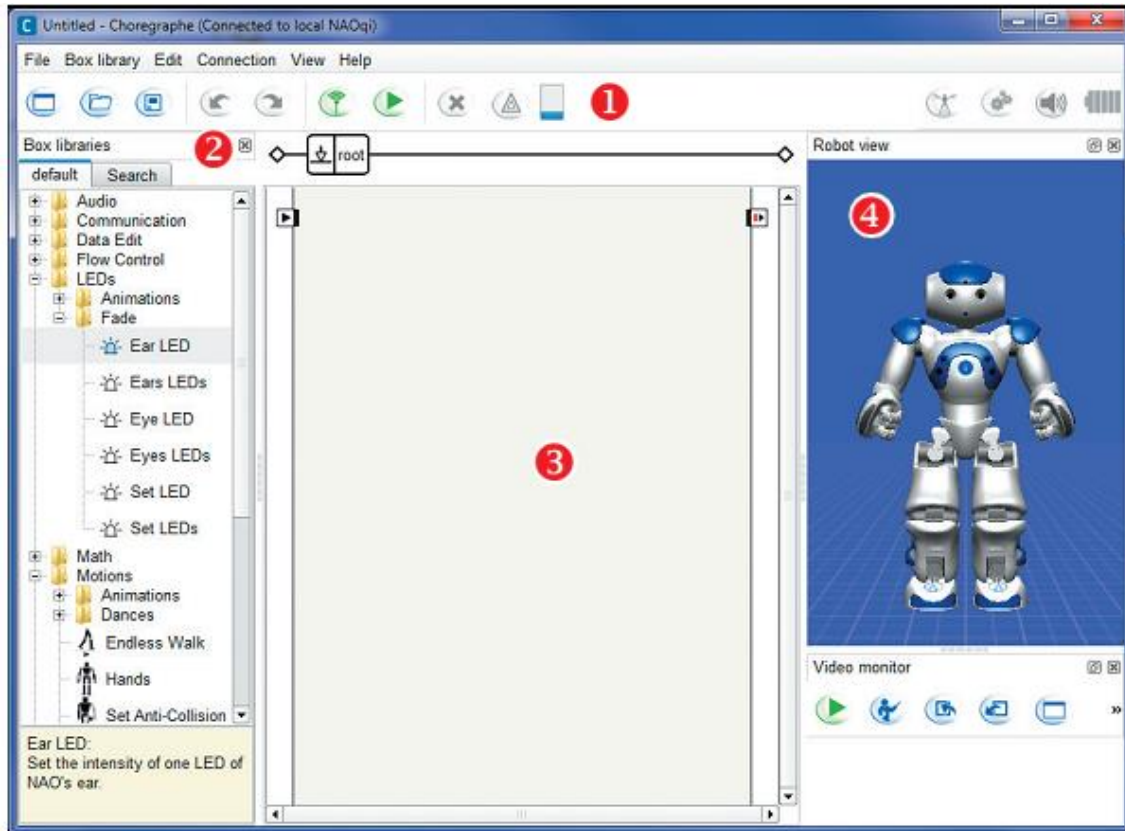 C Untitled - Choregraphe (Connected to local NAOqi)
File Box library Edit Connection View Help
1
Box libraries
2
default Search
Audio
Communication
Data Edit
Flow Control
LEDs
Animations
Fade
Ear LED
Ears LEDs
Eye LED
Eyes LEDs
Set LED
Set LEDs
Math
Motions
Animations
Dances
Endless Walk
Hands
Set Anti-Collision
Ear LED:
Set the intensity of one LED of
NAO's ear.
root
3
Robot view
4
Video monitor
»